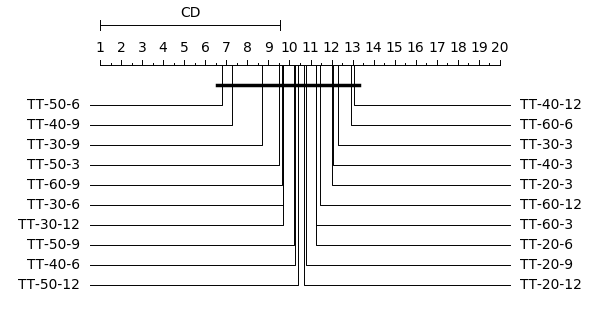 CD
1 2 3 4 5 6 7 8 9 10 11 12 13 14 15 16 17 18 19 20
TT-50-6 TT-40-12
TT-40-9 TT-60-6
TT-30-9 TT-30-3
TT-50-3 TT-40-3
TT-60-9 TT-20-3
TT-30-6 TT-60-12
TT-30-12 TT-60-3
TT-50-9 TT-20-6
TT-40-6 TT-20-9
TT-50-12 TT-20-12